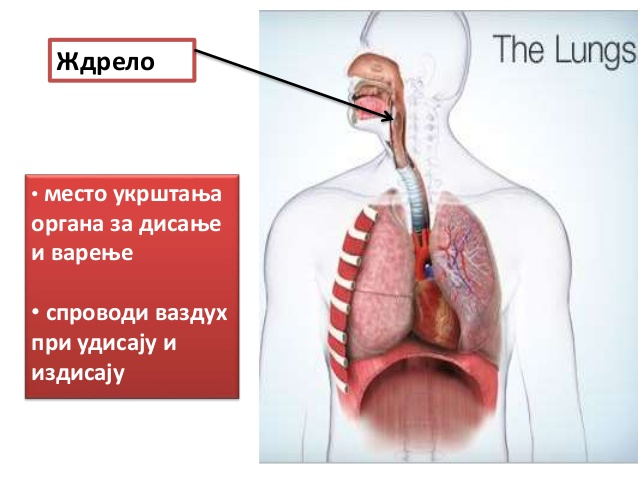 Ждрело
The Lungs
• место укрштања
органа за дисање
и варење
• спроводи ваздух
при удисају и
издисају